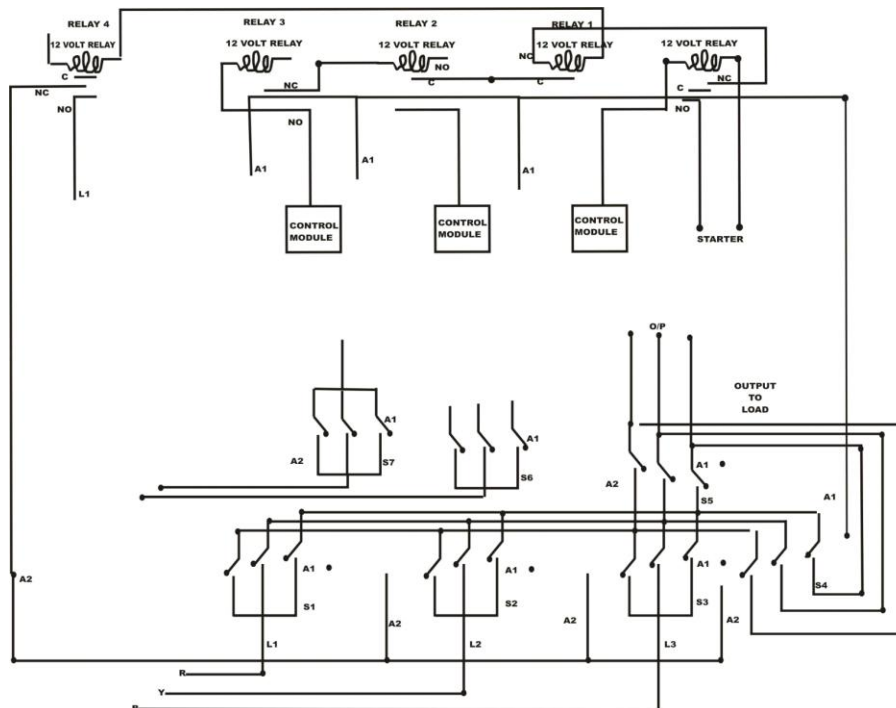 RELAY 4
RELAY 3
RELAY 2
RELAY 1
12 VOLT RELAY
12 VOLT RELAY
12 VOLT RELAY
12 VOLT RELAY
12 VOLT RELAY
NC
NO
C
NC
NC
C
C
NC
C
NO
NO
NO
A1
A1
A1
L1
CONTROL
MODULE
CONTROL
MODULE
CONTROL
MODULE
STARTER
O/P
OUTPUT
TO
LOAD
A1
A2
S7
A1
S6
A1
A2
S5
A1
A2
A1
S1
A1
S2
A1
S3
S4
A2
A2
A2
L1
L2
L3
R
Y